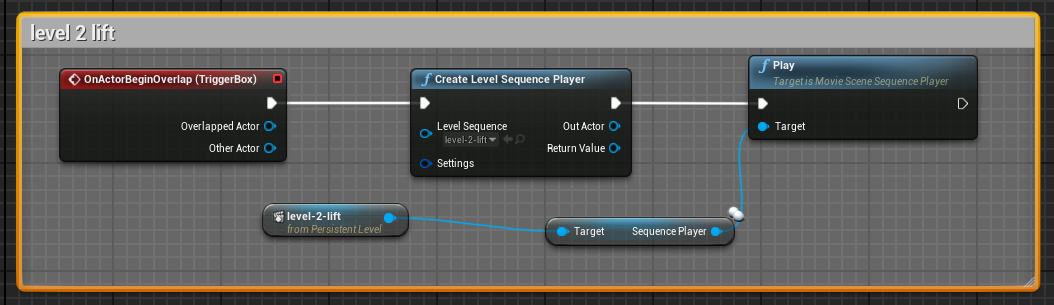 level 2 lift
OnActorBeginOverlap (TriggerBox)
Overlapped Actor
Other Actor
f Create Level Sequence Player
Level Sequence
level-2-lift
Settings
Out Actor
Return Value
f Play
Target is Movie Scene Sequence Player
Target
level-2-lift
from Persistent Level
Target
Sequence Player